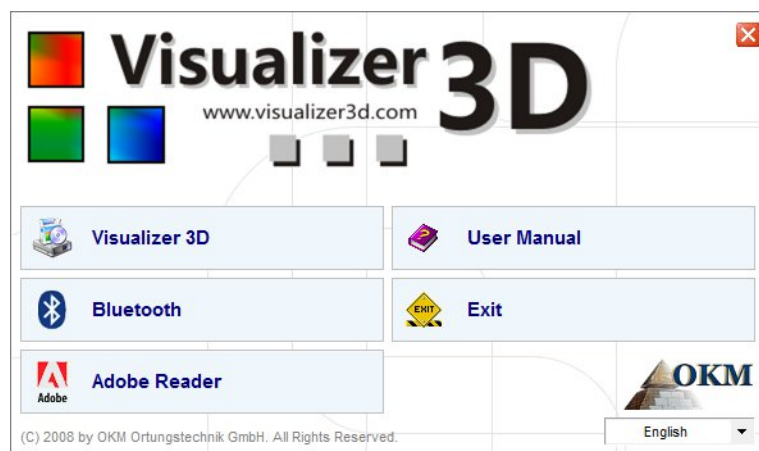 Visualizer 3D
www.visualizer3d.com
Visualizer 3D
User Manual
Bluetooth
EXIT
Exit
Adobe
Adobe Reader
OKM
(C) 2008 by OKM Ortungstechnik GmbH. All Rights Reserved.
English